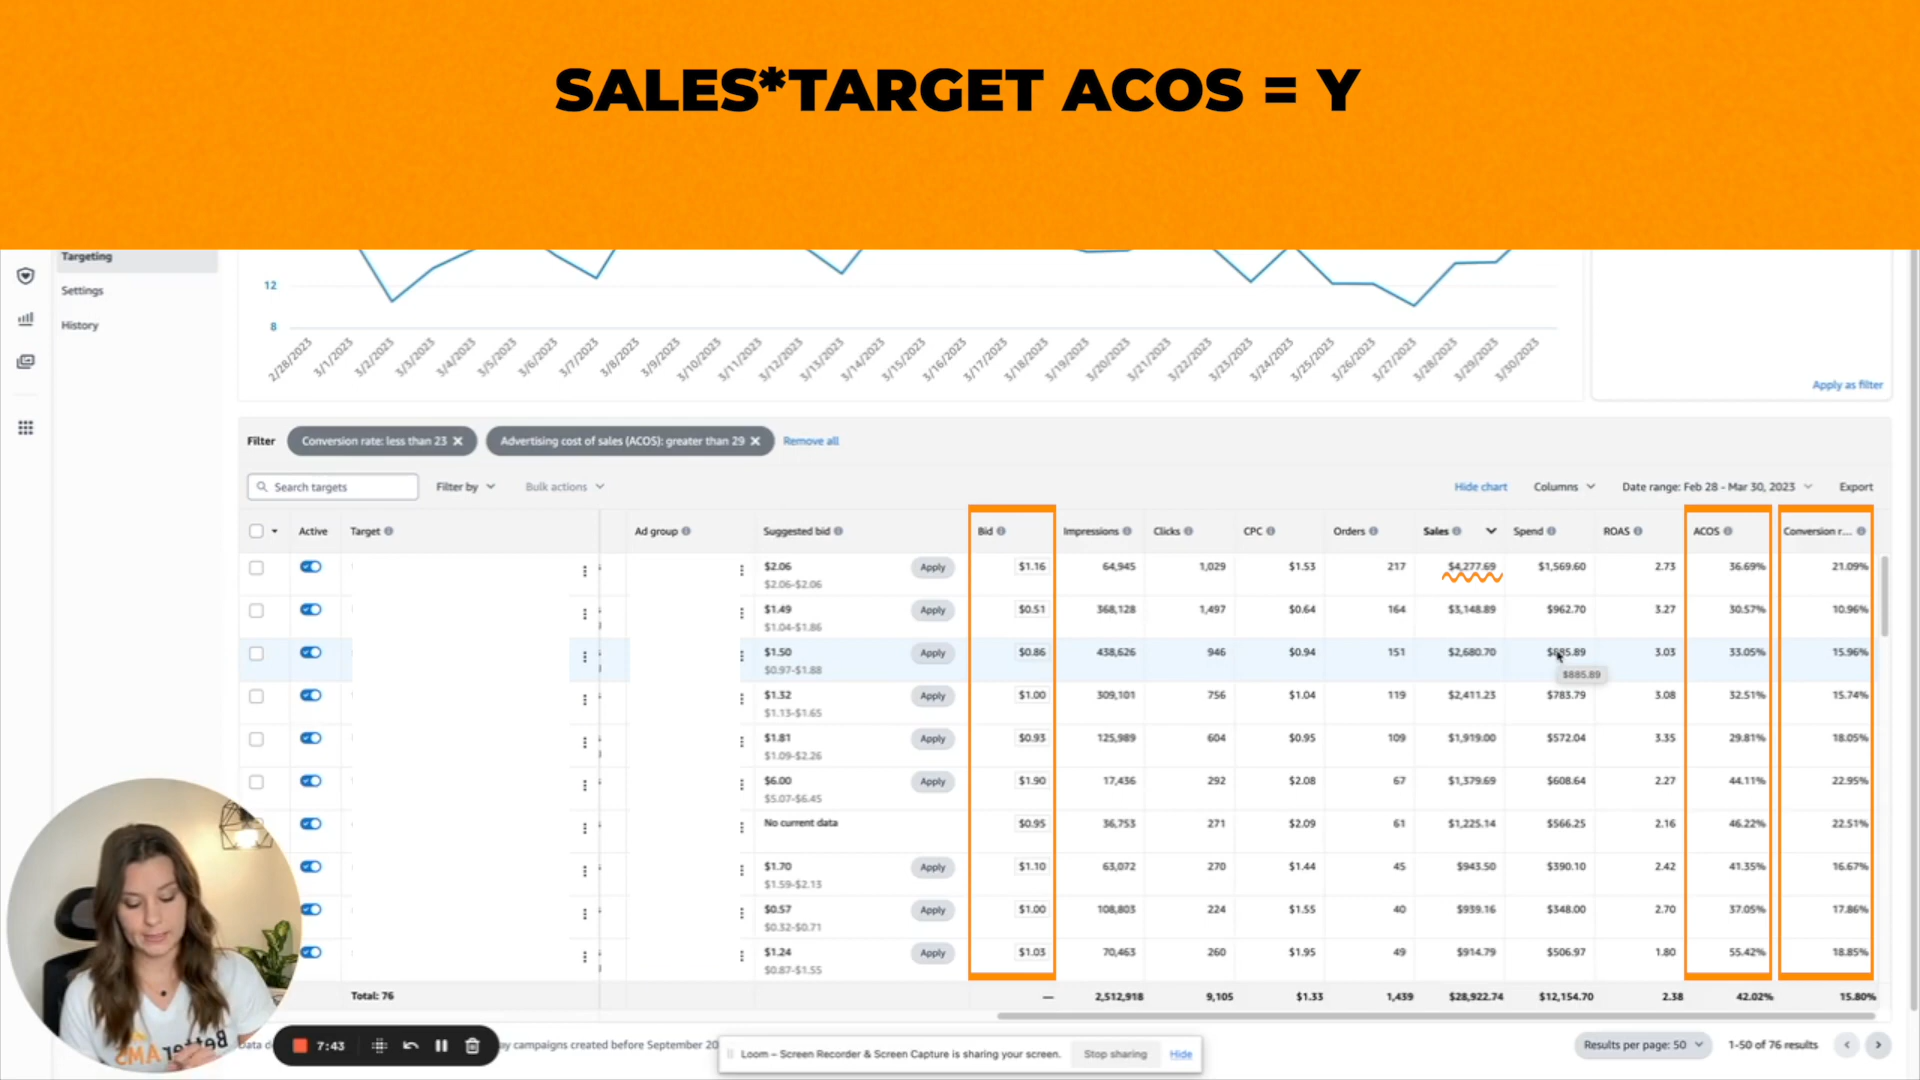 SALES*TARGET ACOS = Y
Targeting
Settings
History
12
8
2/28/2023 3/1/2023 3/2/2023 3/3/2023 3/4/2023 3/5/2023 3/6/2023 3/7/2023 3/8/2023 3/9/2023 3/10/2023 3/11/2023 3/12/2023 3/13/2023 3/14/2023 3/15/2023 3/16/2023 3/17/2023 3/18/2023 3/19/2023 3/20/2023 3/21/2023 3/22/2023 3/23/2023 3/24/2023 3/25/2023 3/26/2023 3/27/2023 3/28/2023 3/29/2023 3/30/2023
Apply as filter
Filter Conversion rate: less than 23 Advertising cost of sales (ACOS): greater than 29 Remove all
Search targets Filter by Bulk actions Hide chart Columns Date range: Feb 28 - Mar 30, 2023 Export
Active Target Ad group Suggested bid Bid Impressions Clicks CPC Orders Sales Spend ROAS ACOS Conversion r...
$2.06 Apply $1.16 64,945 1,029 $1.53 217 $4,277.69 $1,569.60 2.73 36.69% 21.09%
$2.06-$2.06
$1.49 Apply $0.51 368,128 1,497 $0.64 164 $3,148.89 $962.70 3.27 30.57% 10.96%
$1.04-$1.86
$1.50 Apply $0.86 438,626 946 $0.94 151 $2,680.70 $885.89 3.03 33.05% 15.96%
$0.97-$1.88 $885.89
$1.32 Apply $1.00 309,101 756 $1.04 119 $2,411.23 $783.79 3.08 32.51% 15.74%
$1.13-$1.65
$1.81 Apply $0.93 125,989 604 $0.95 109 $1,919.00 $572.04 3.35 29.81% 18.05%
$1.09-$2.26
$6.00 Apply $1.90 17,436 292 $2.08 67 $1,379.69 $608.64 2.27 44.11% 22.95%
$5.07-$6.45
No current data $0.95 36,753 271 $2.09 61 $1,225.14 $566.25 2.16 46.22% 22.51%
$1.70 Apply $1.10 63,072 270 $1.44 45 $943.50 $390.10 2.42 41.35% 16.67%
$1.59-$2.13
$0.57 Apply $1.00 108,803 224 $1.55 40 $939.16 $348.00 2.70 37.05% 17.86%
$0.32-$0.71
$1.24 Apply $1.03 70,463 260 $1.95 49 $914.79 $506.97 1.80 55.42% 18.85%
$0.87-$1.55
Total: 76 — 2,512,918 9,105 $1.33 1,439 $28,922.74 $12,154.70 2.38 42.02% 15.80%
7:43
Data ay campaigns created before September 20
Loom – Screen Recorder & Screen Capture is sharing your screen. Stop sharing Hide
Results per page: 50 1-50 of 76 results